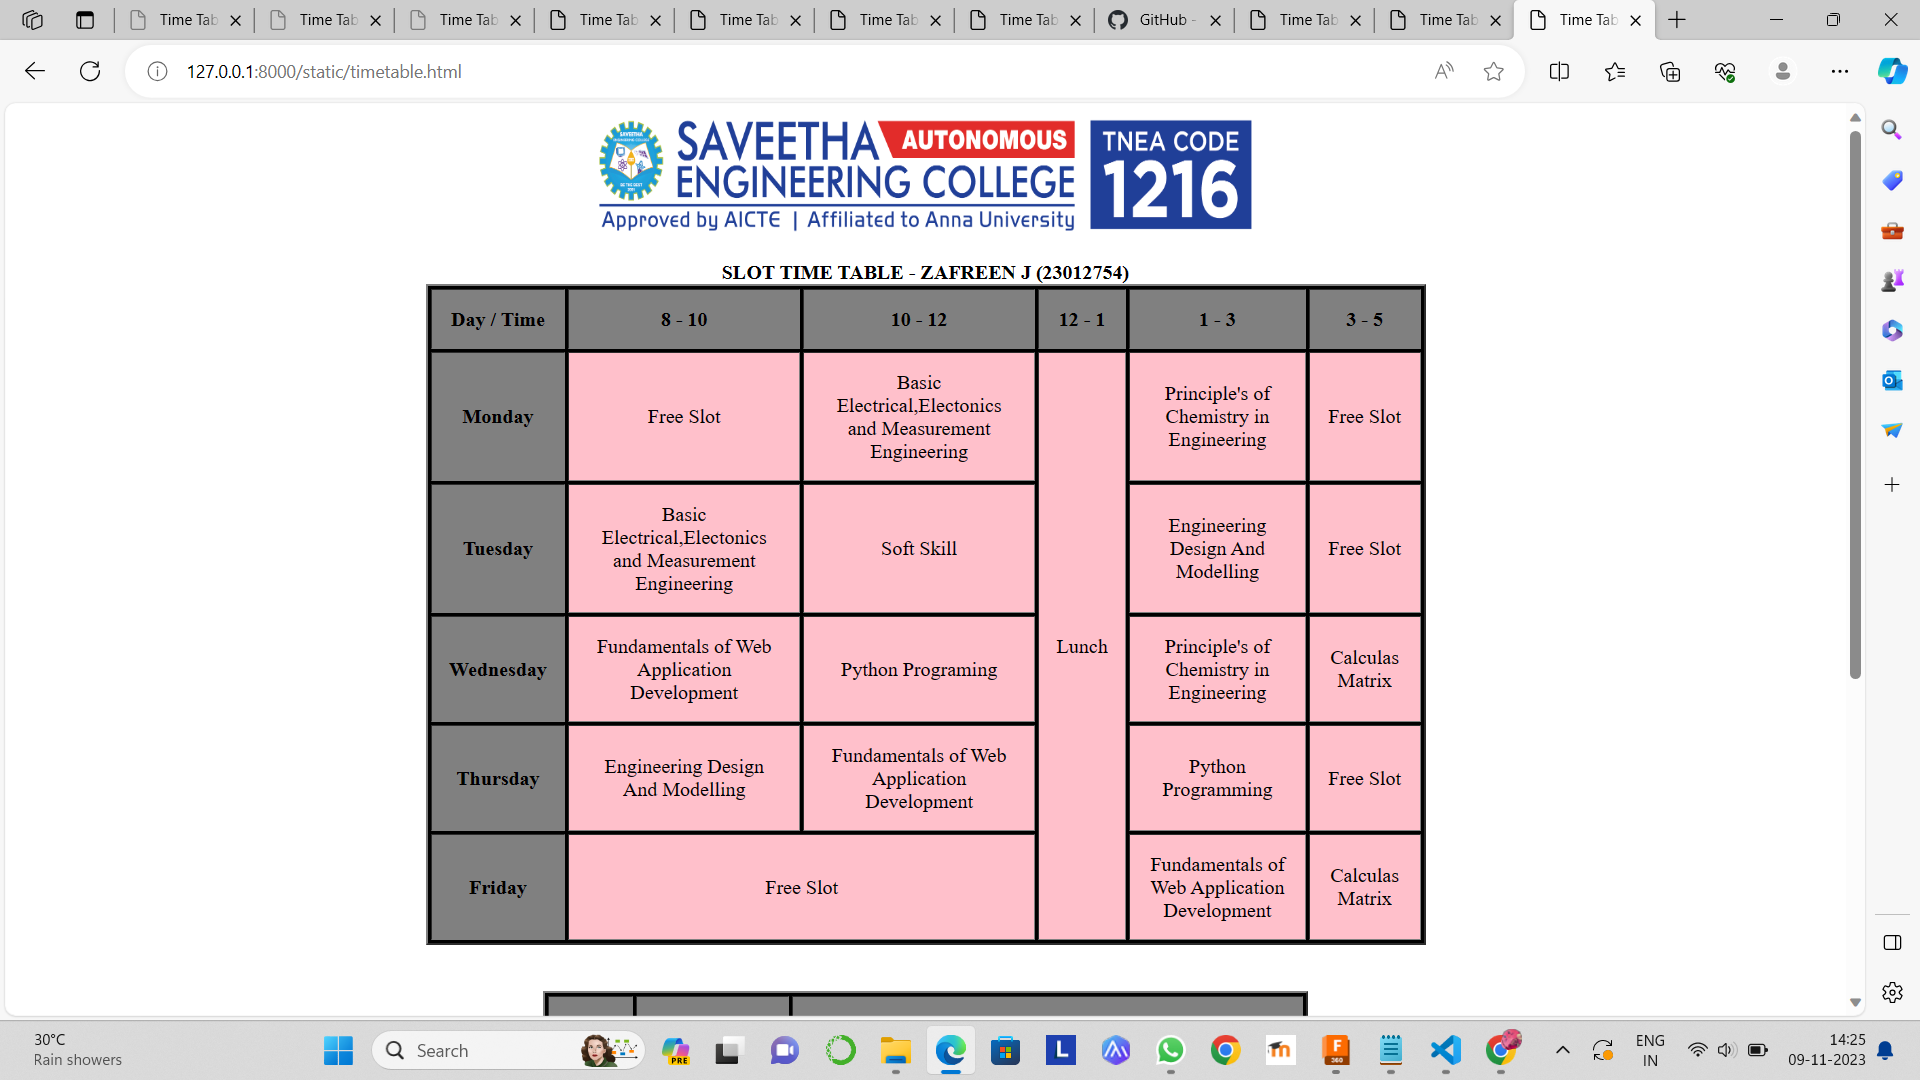 Time Tab
Time Tab
Time Tab
Time Tab
Time Tab
Time Tab
Time Tab
GitHub -
Time Tab
Time Tab
Time Tab
127.0.0.1:8000/static/timetable.html
SAVEETHA AUTONOMOUS
ENGINEERING COLLEGE
Approved by AICTE | Affiliated to Anna University
TNEA CODE
1216
SLOT TIME TABLE - ZAFREEN J (23012754)
Day / Time 8 - 10 10 - 12 12 - 1 1 - 3 3 - 5
Monday
Free Slot
Basic
Electrical,Electonics
and Measurement
Engineering
Principle's of
Chemistry in
Engineering
Free Slot
Tuesday
Basic
Electrical,Electonics
and Measurement
Engineering
Soft Skill
Engineering
Design And
Modelling
Free Slot
Wednesday
Fundamentals of Web
Application
Development
Python Programing
Lunch
Principle's of
Chemistry in
Engineering
Calculas
Matrix
Thursday
Engineering Design
And Modelling
Fundamentals of Web
Application
Development
Python
Programming
Free Slot
Friday
Free Slot
Fundamentals of
Web Application
Development
Calculas
Matrix
30°C
Rain showers
Search
PRE
L
F
360
ENG
IN
14:25
09-11-2023